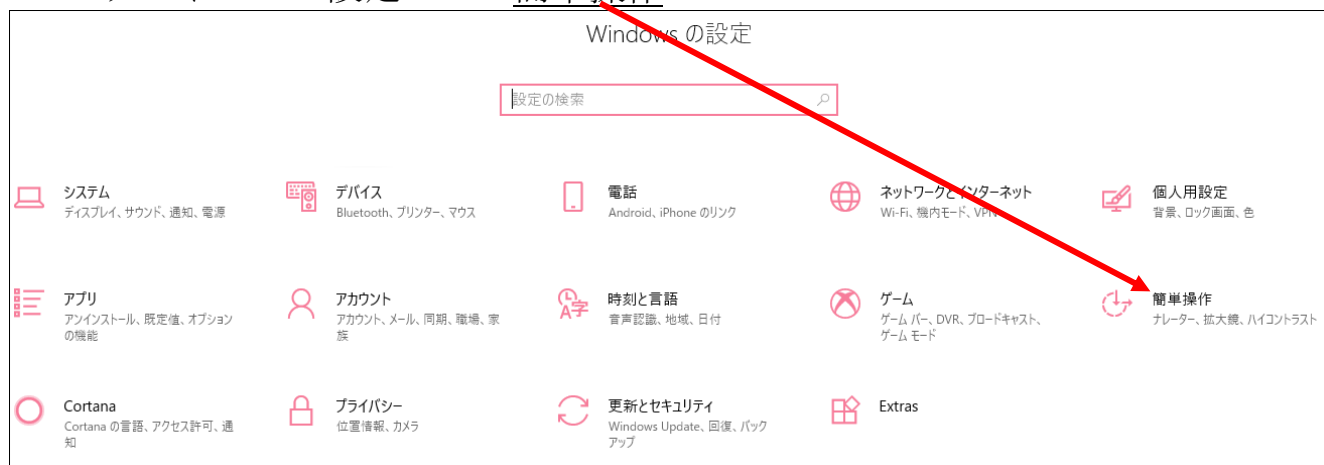 Windows の設定
設定の検索
システム
ディスプレイ、サウンド、通知、電源
デバイス
Bluetooth、プリンター、マウス
電話
Android、iPhone のリンク
ネットワークとインターネット
Wi-Fi、機内モード、VPN
個人用設定
背景、ロック画面、色
アプリ
アンインストール、既定値、オプション
の機能
アカウント
アカウント、メール、同期、職場、家
族
時刻と言語
音声認識、地域、日付
ゲーム
ゲーム バー、DVR、ブロードキャスト、
ゲーム モード
簡単操作
ナレーター、拡大鏡、ハイコントラスト
Cortana
Cortana の言語、アクセス許可、通
知
プライバシー
位置情報、カメラ
更新とセキュリティ
Windows Update、回復、バック
アップ
Extras